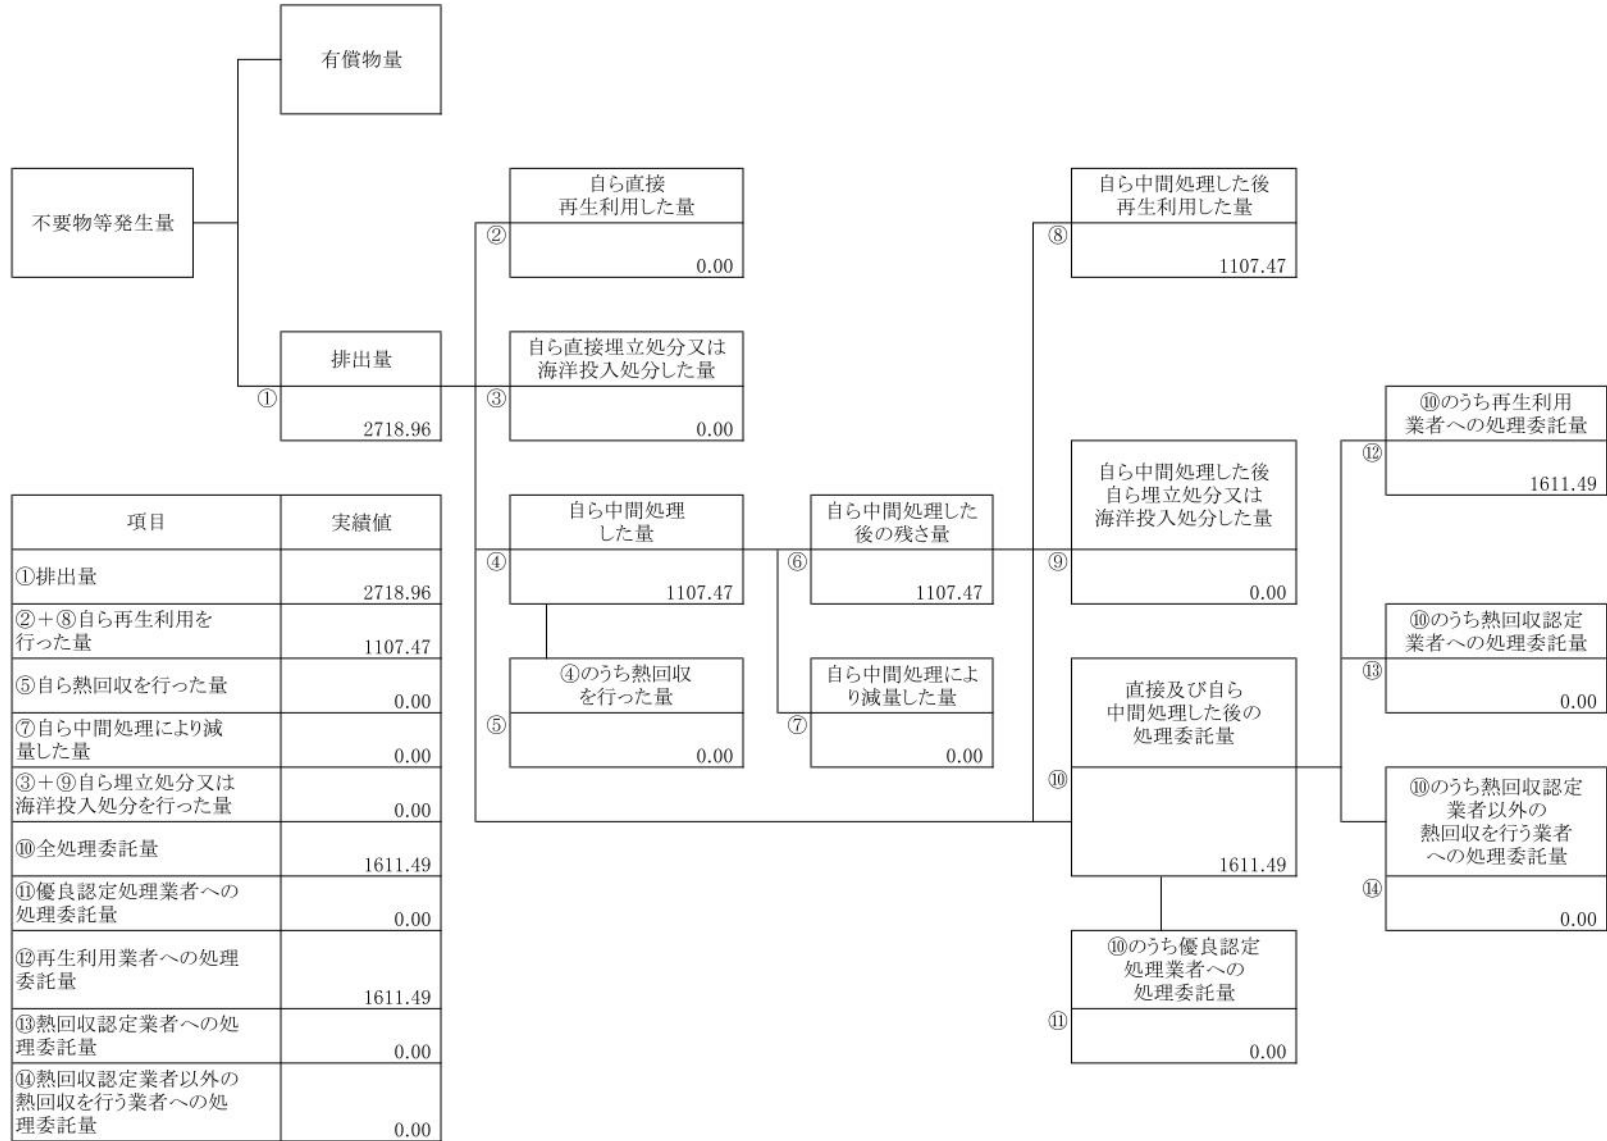 有償物量
不要物等発生量
自ら直接
再生利用した量
②
0.00
自ら中間処理した後
再生利用した量
⑧
1107.47
排出量
①
2718.96
自ら直接埋立処分又は
海洋投入処分した量
③
0.00
⑩のうち再生利用
業者への処理委託量
⑫
1611.49
自ら中間処理
した量
④
1107.47
自ら中間処理した
後の残さ量
⑥
1107.47
自ら中間処理した後
自ら埋立処分又は
海洋投入処分した量
⑨
0.00
④のうち熱回収
を行った量
⑤
0.00
自ら中間処理によ
り減量した量
⑦
0.00
直接及び自ら
中間処理した後の
処理委託量
⑩
1611.49
⑩のうち熱回収認定
業者への処理委託量
⑬
0.00
⑩のうち熱回収認定
業者以外の
熱回収を行う業者
への処理委託量
⑭
0.00
⑩のうち優良認定
処理業者への
処理委託量
⑪
0.00
項目 実績値
①排出量
2718.96
②+⑧自ら再生利用を
行った量 1107.47
⑤自ら熱回収を行った量
0.00
⑦自ら中間処理により減
量した量 0.00
③+⑨自ら埋立処分又は
海洋投入処分を行った量 0.00
⑩全処理委託量
1611.49
⑪優良認定処理業者への
処理委託量 0.00
⑫再生利用業者への処理
委託量
1611.49
⑬熱回収認定業者への処
理委託量 0.00
⑭熱回収認定業者以外の
熱回収を行う業者への処
理委託量 0.00